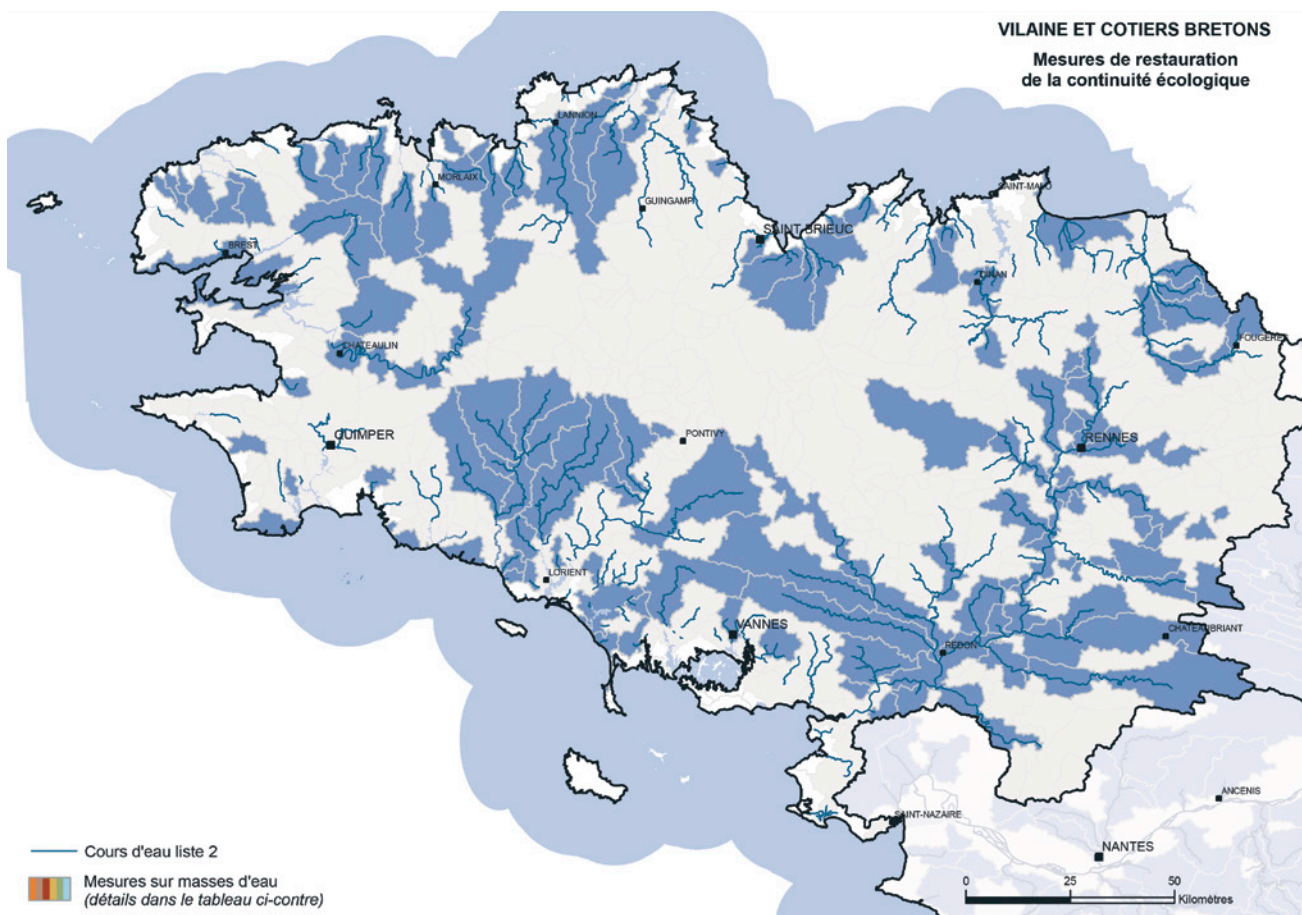 VILAINE ET COTIERS BRETONS
Mesures de restauration
de la continuité écologique
LANNION
MORLAIX
GUINGAMP
SAINT-MALO
SAINT BRIEUC
BREST
DINAN
CHATEAULIN
FOUGERES
QUIMPER
PONTIVY
RENNES
LORIENT
VANNES
REDON
CHATEAUBRIANT
ANCENIS
SAINT-NAZAIRE
NANTES
Cours d'eau liste 2
Mesures sur masses d'eau
(détails dans le tableau ci-contre)
0 25 50
Kilomètres